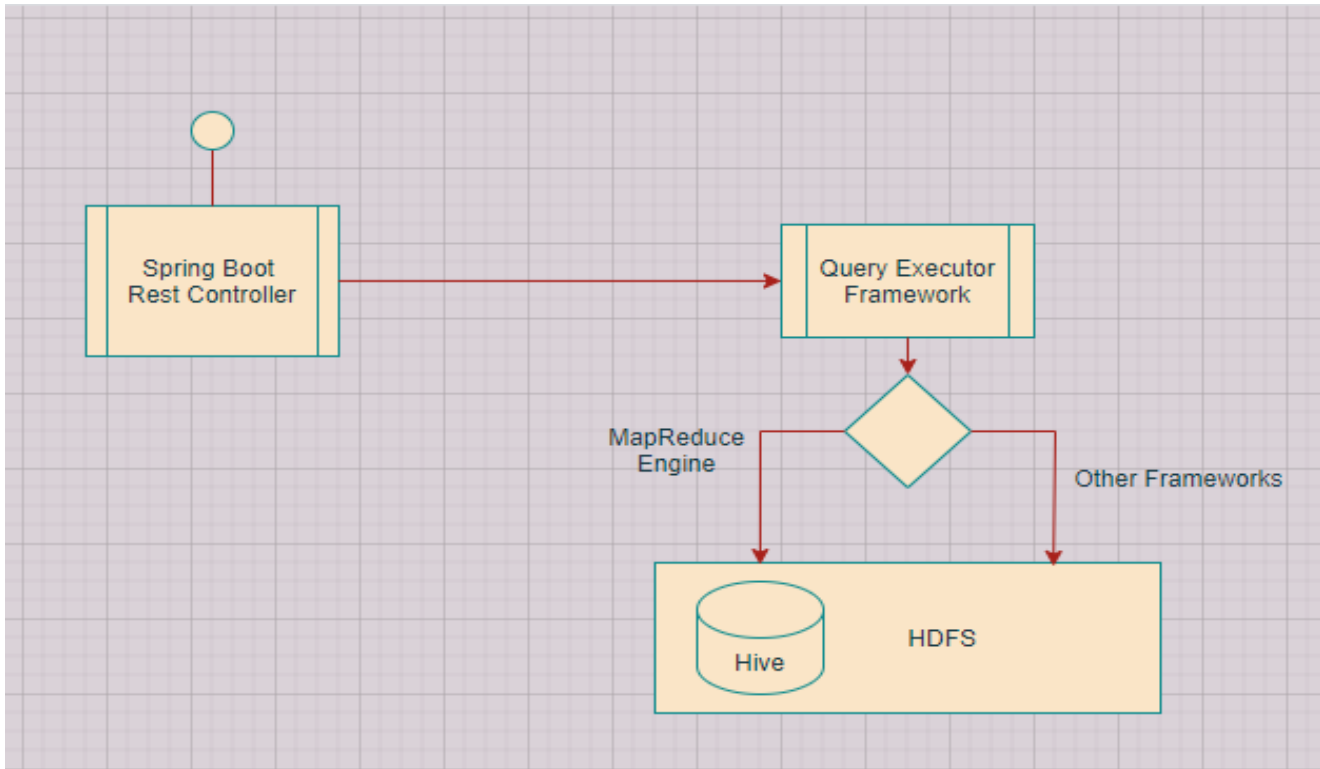 Spring Boot
Rest Controller
Query Executor
Framework
MapReduce
Engine
Other Frameworks
Hive
HDFS